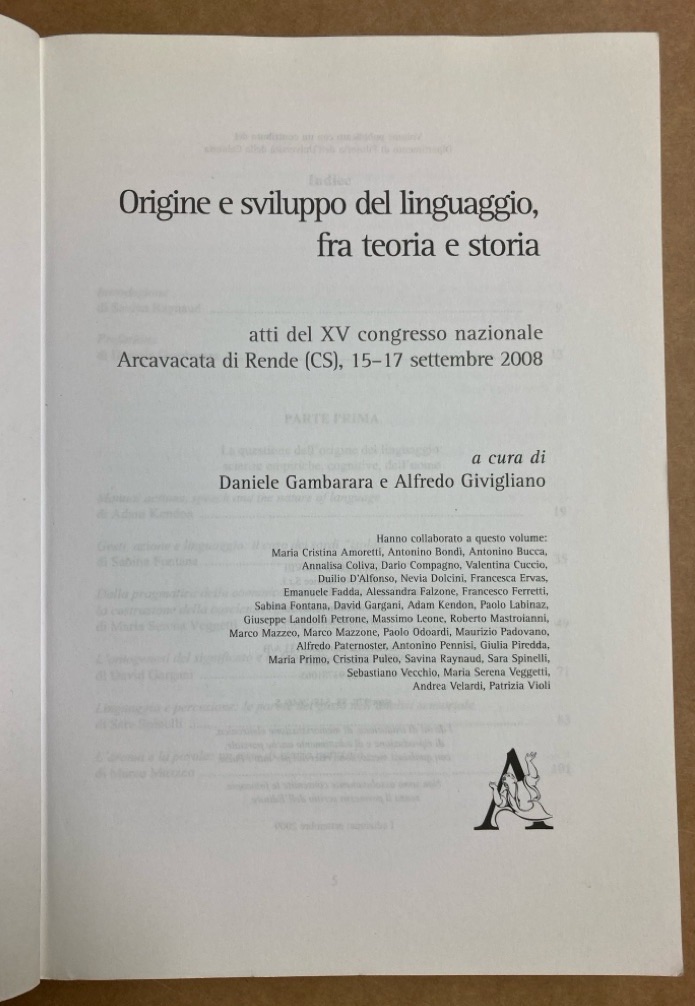 Origine e sviluppo del linguaggio,
fra teoria e storia
atti del XV congresso nazionale
Arcavacata di Rende (CS), 15–17 settembre 2008
a cura di
Daniele Gambarara e Alfredo Givigliano
Hanno collaborato a questo volume:
Maria Cristina Amoretti, Antonino Bondì, Antonino Bucca,
Annalisa Coliva, Dario Compagno, Valentina Cuccio,
Duilio D'Alfonso, Nevia Dolcini, Francesca Ervas,
Emanuele Fadda, Alessandra Falzone, Francesco Ferretti,
Sabina Fontana, David Gargani, Adam Kendon, Paolo Labinaz,
Giuseppe Landolfi Petrone, Massimo Leone, Roberto Mastroianni,
Marco Mazzeo, Marco Mazzone, Paolo Odoardi, Maurizio Padovano,
Alfredo Paternoster, Antonino Pennisi, Giulia Piredda,
Maria Primo, Cristina Puleo, Savina Raynaud, Sara Spinelli,
Sebastiano Vecchio, Maria Serena Veggetti,
Andrea Velardi, Patrizia Violi